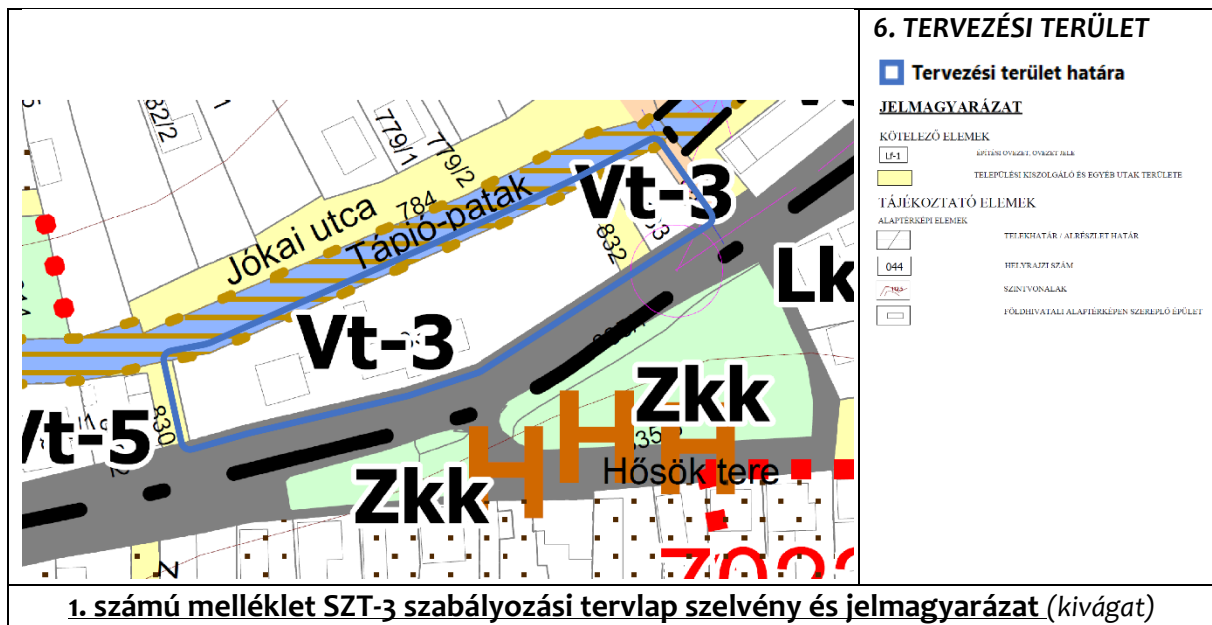 6. TERVEZÉSI TERÜLET
Tervezési terület határa
JELMAGYARÁZAT
KÖTELEZŐ ELEMEK
Lf-1
ÉPÍTÉSI ÖVEZET, ÖVEZET JELE
TELEPÜLÉSI KISZOLGÁLÓ ÉS EGYÉB UTAK TERÜLETE
TÁJÉKOZTATÓ ELEMEK
ALAPTÉRKÉPI ELEMEK
TELEKHATÁR / ALRÉSZLET HATÁR
044
HELYRAJZI SZÁM
SZINTVONALAK
FÖLDHIVATALI ALAPTÉRKÉPEN SZEREPLŐ ÉPÜLET
779/1
779/2
Jókai utca
784
Tápió-patak
Vt-3
832
Lk
Vt-3
Vt-5
830
Zkk
Hősök tere
Zkk
1. számú melléklet SZT-3 szabályozási tervlap szelvény és jelmagyarázat (kivágat)